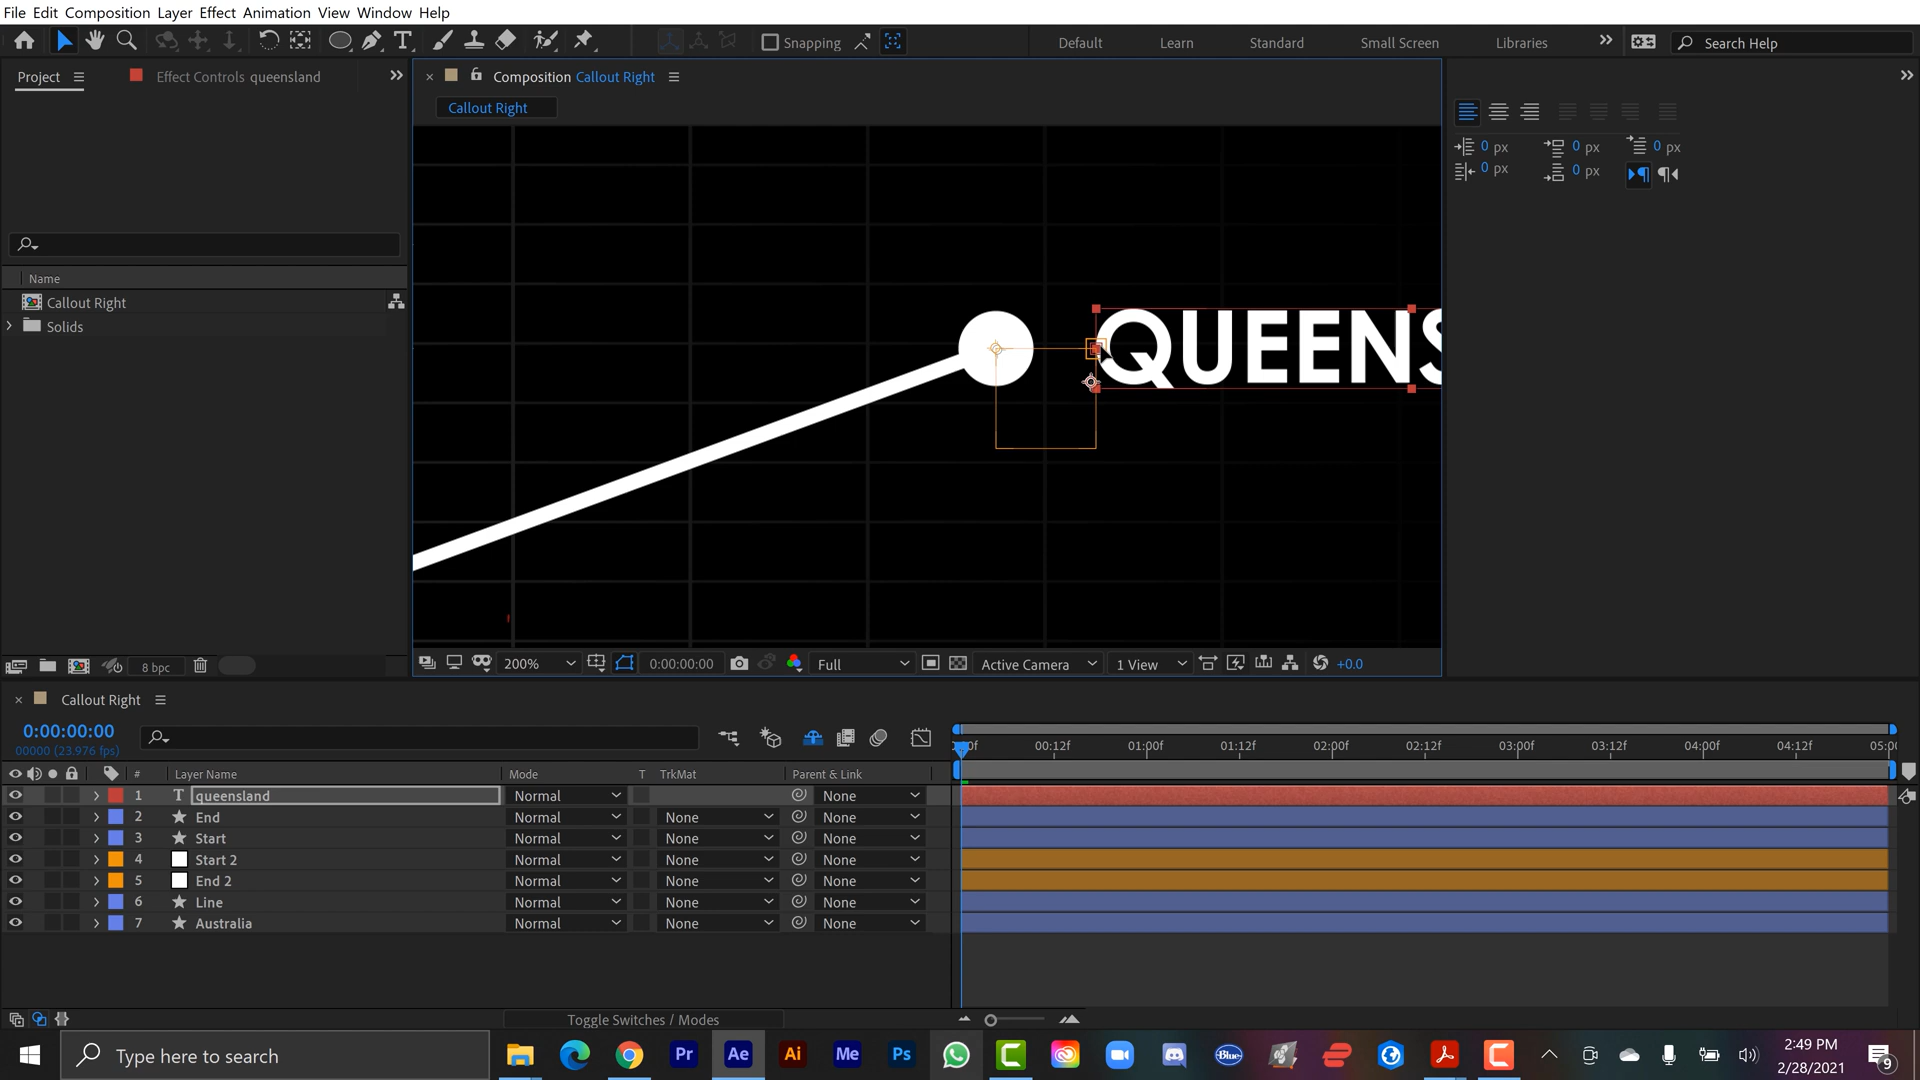 File Edit Composition Layer Effect Animation View Window Help
Snapping
Default Learn Standard Small Screen Libraries
Search Help
Project
Effect Controls queensland
Composition Callout Right
Callout Right
0 px 0 px 0 px
0 px 0 px
Name
Callout Right
Solids
QUEENS
8 bpc
200% 0:00:00:00 Full Active Camera 1 View +0.0
Callout Right
0:00:00:00
00000 (23.976 fps)
00:12f 01:00f 01:12f 02:00f 02:12f 03:00f 03:12f 04:00f 04:12f
# Layer Name Mode T TrkMat Parent & Link
1 T queensland Normal None
2 End Normal None None
3 Start Normal None None
4 Start 2 Normal None None
5 End 2 Normal None None
6 Line Normal None None
7 Australia Normal None None
Toggle Switches / Modes
Type here to search
Pr Ae Ai Me Ps Blue
2:49 PM
2/28/2021
9